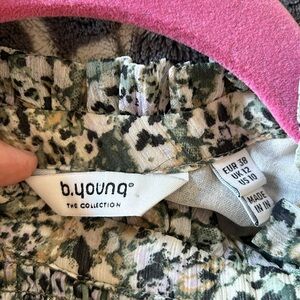 b.young®
THE COLLECTION
EUR 38
UK 12
US 10
MADE
IN